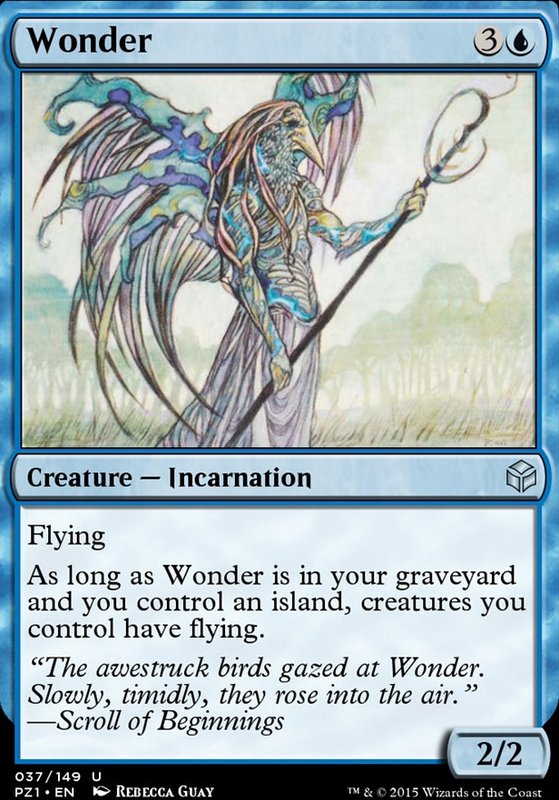 Wonder 3
Creature — Incarnation
Flying
As long as Wonder is in your graveyard
and you control an island, creatures you
control have flying.
“The awestruck birds gazed at Wonder.
Slowly, timidly, they rose into the air.”
—Scroll of Beginnings
2/2
037/149 U
PZ1 • EN Rebecca Guay
™ & © 2015 Wizards of the Coast